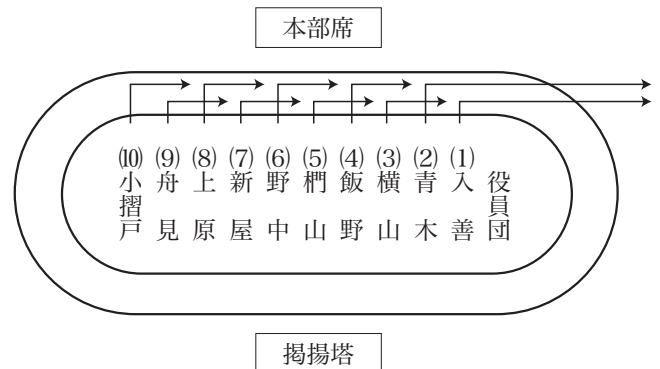 本部席
⑽小摺戸
⑼舟見
⑻上原
⑺新屋
⑹野中
⑸椚山
⑷飯野
⑶横山
⑵青木
⑴入善
役員団
掲揚塔